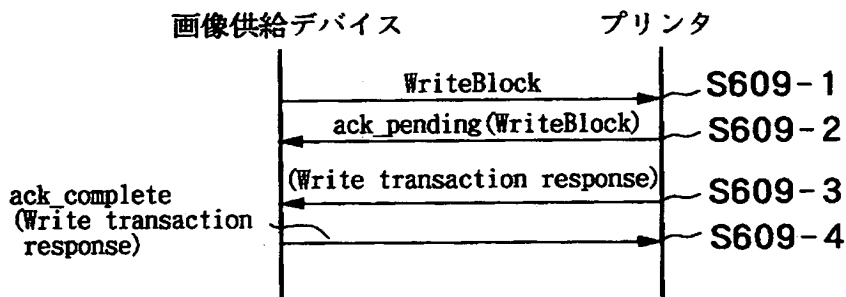 画像供給デバイス プリンタ
WriteBlock S609-1
ack_pending(WriteBlock) S609-2
(Write transaction response) S609-3
ack_complete
(Write transaction
response) S609-4